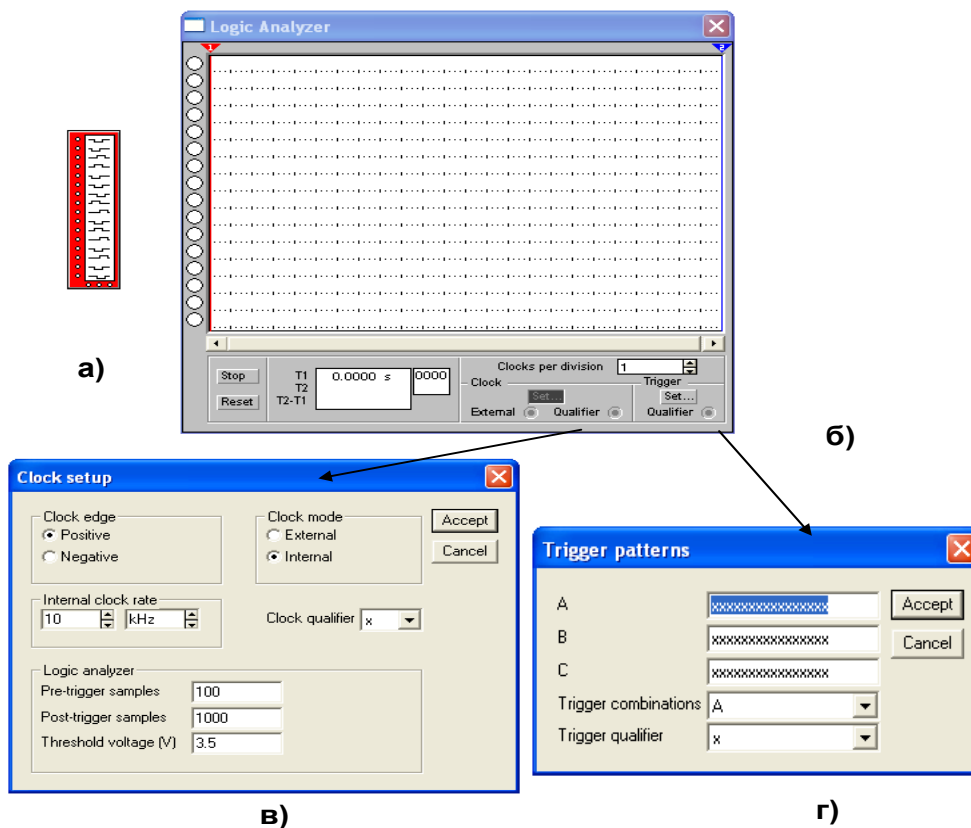 Logic Analyzer
1
2
а)
Stop
Reset
T1
T2
T2-T1
0.0000 s
0000
Clocks per division
1
Clock
Set...
External
Qualifier
Trigger
Set...
Qualifier
б)
Clock setup
Clock edge
Positive
Negative
Clock mode
External
Internal
Accept
Cancel
Internal clock rate
10
kHz
Clock qualifier
x
Logic analyzer
Pre-trigger samples
100
Post-trigger samples
1000
Threshold voltage (V)
3.5
в)
Trigger patterns
A
xxxxxxxxxxxxxxxx
B
xxxxxxxxxxxxxxxx
C
xxxxxxxxxxxxxxxx
Trigger combinations
A
Trigger qualifier
x
Accept
Cancel
г)